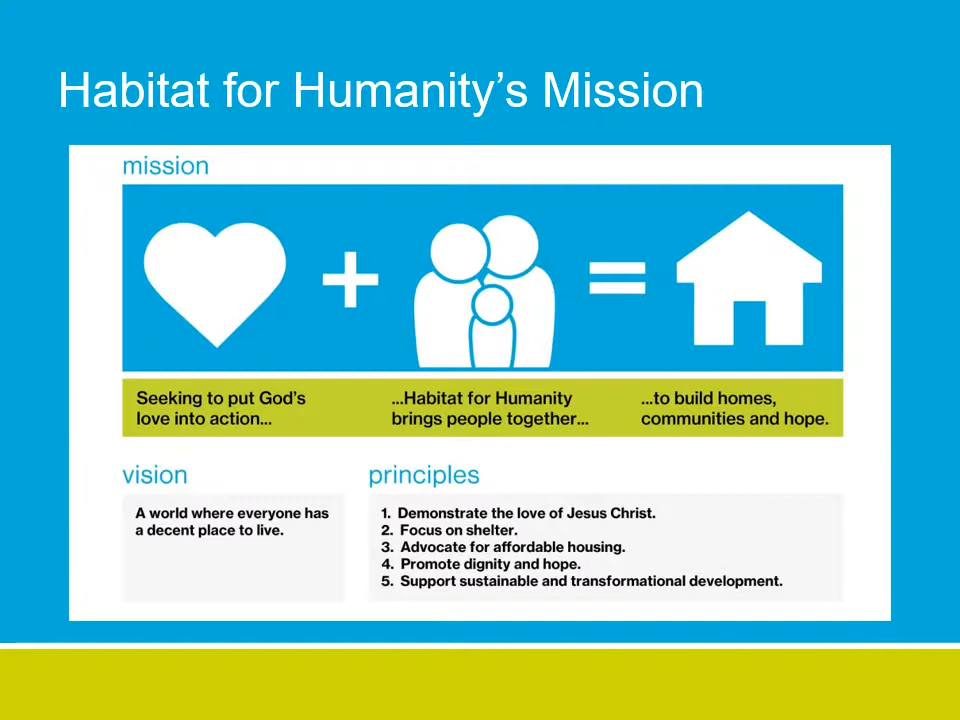 Habitat for Humanity’s Mission
mission
+
=
Seeking to put God’s
love into action...
...Habitat for Humanity
brings people together...
...to build homes,
communities and hope.
vision
A world where everyone has
a decent place to live.
principles
1. Demonstrate the love of Jesus Christ.
2. Focus on shelter.
3. Advocate for affordable housing.
4. Promote dignity and hope.
5. Support sustainable and transformational development.